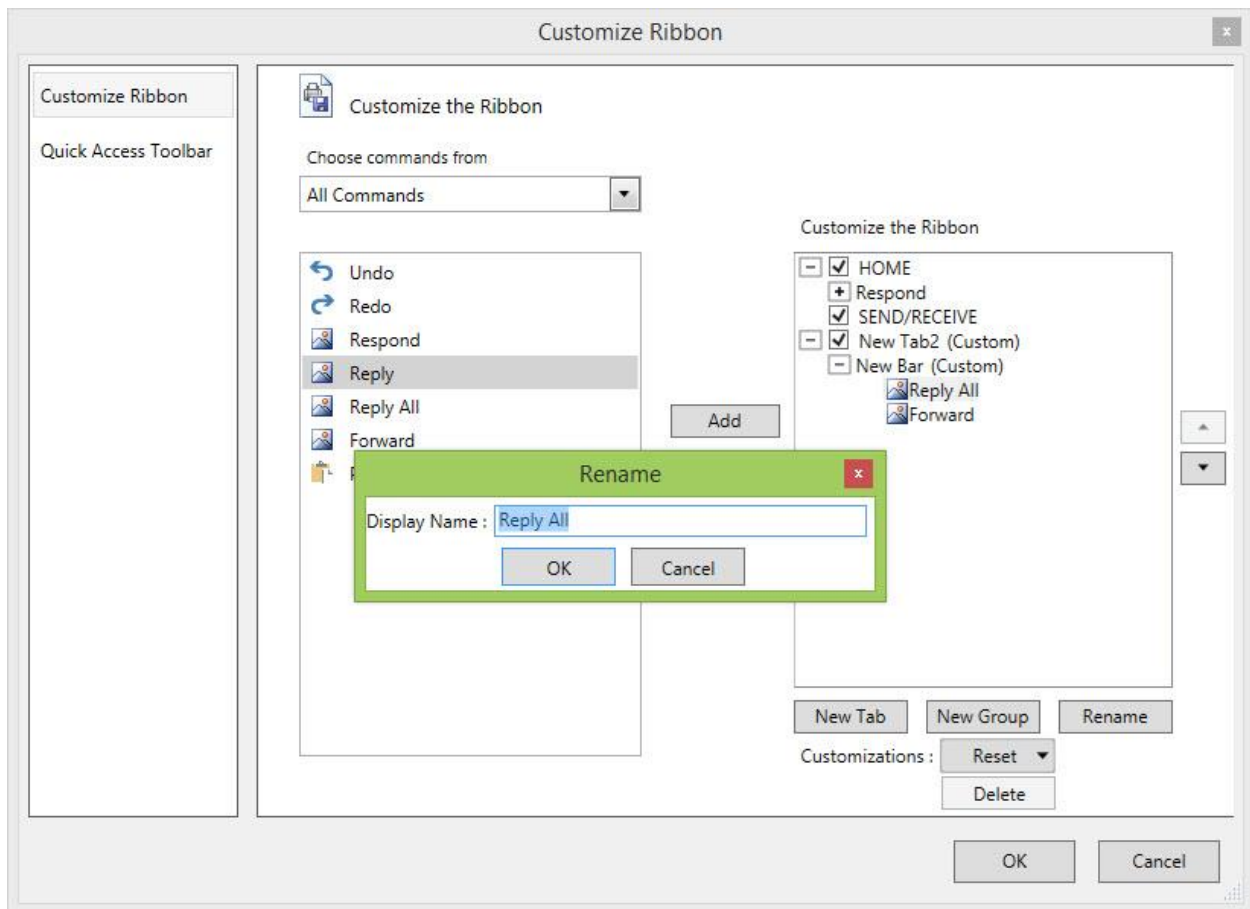 Customize Ribbon
x
Customize Ribbon
Quick Access Toolbar
Customize the Ribbon
Choose commands from
All Commands
Undo
Redo
Respond
Reply
Reply All
Forward
Add
Customize the Ribbon
HOME
Respond
SEND/RECEIVE
New Tab2 (Custom)
New Bar (Custom)
Reply All
Forward
Rename
x
Display Name :
Reply All
OK
Cancel
New Tab
New Group
Rename
Customizations :
Reset
Delete
OK
Cancel